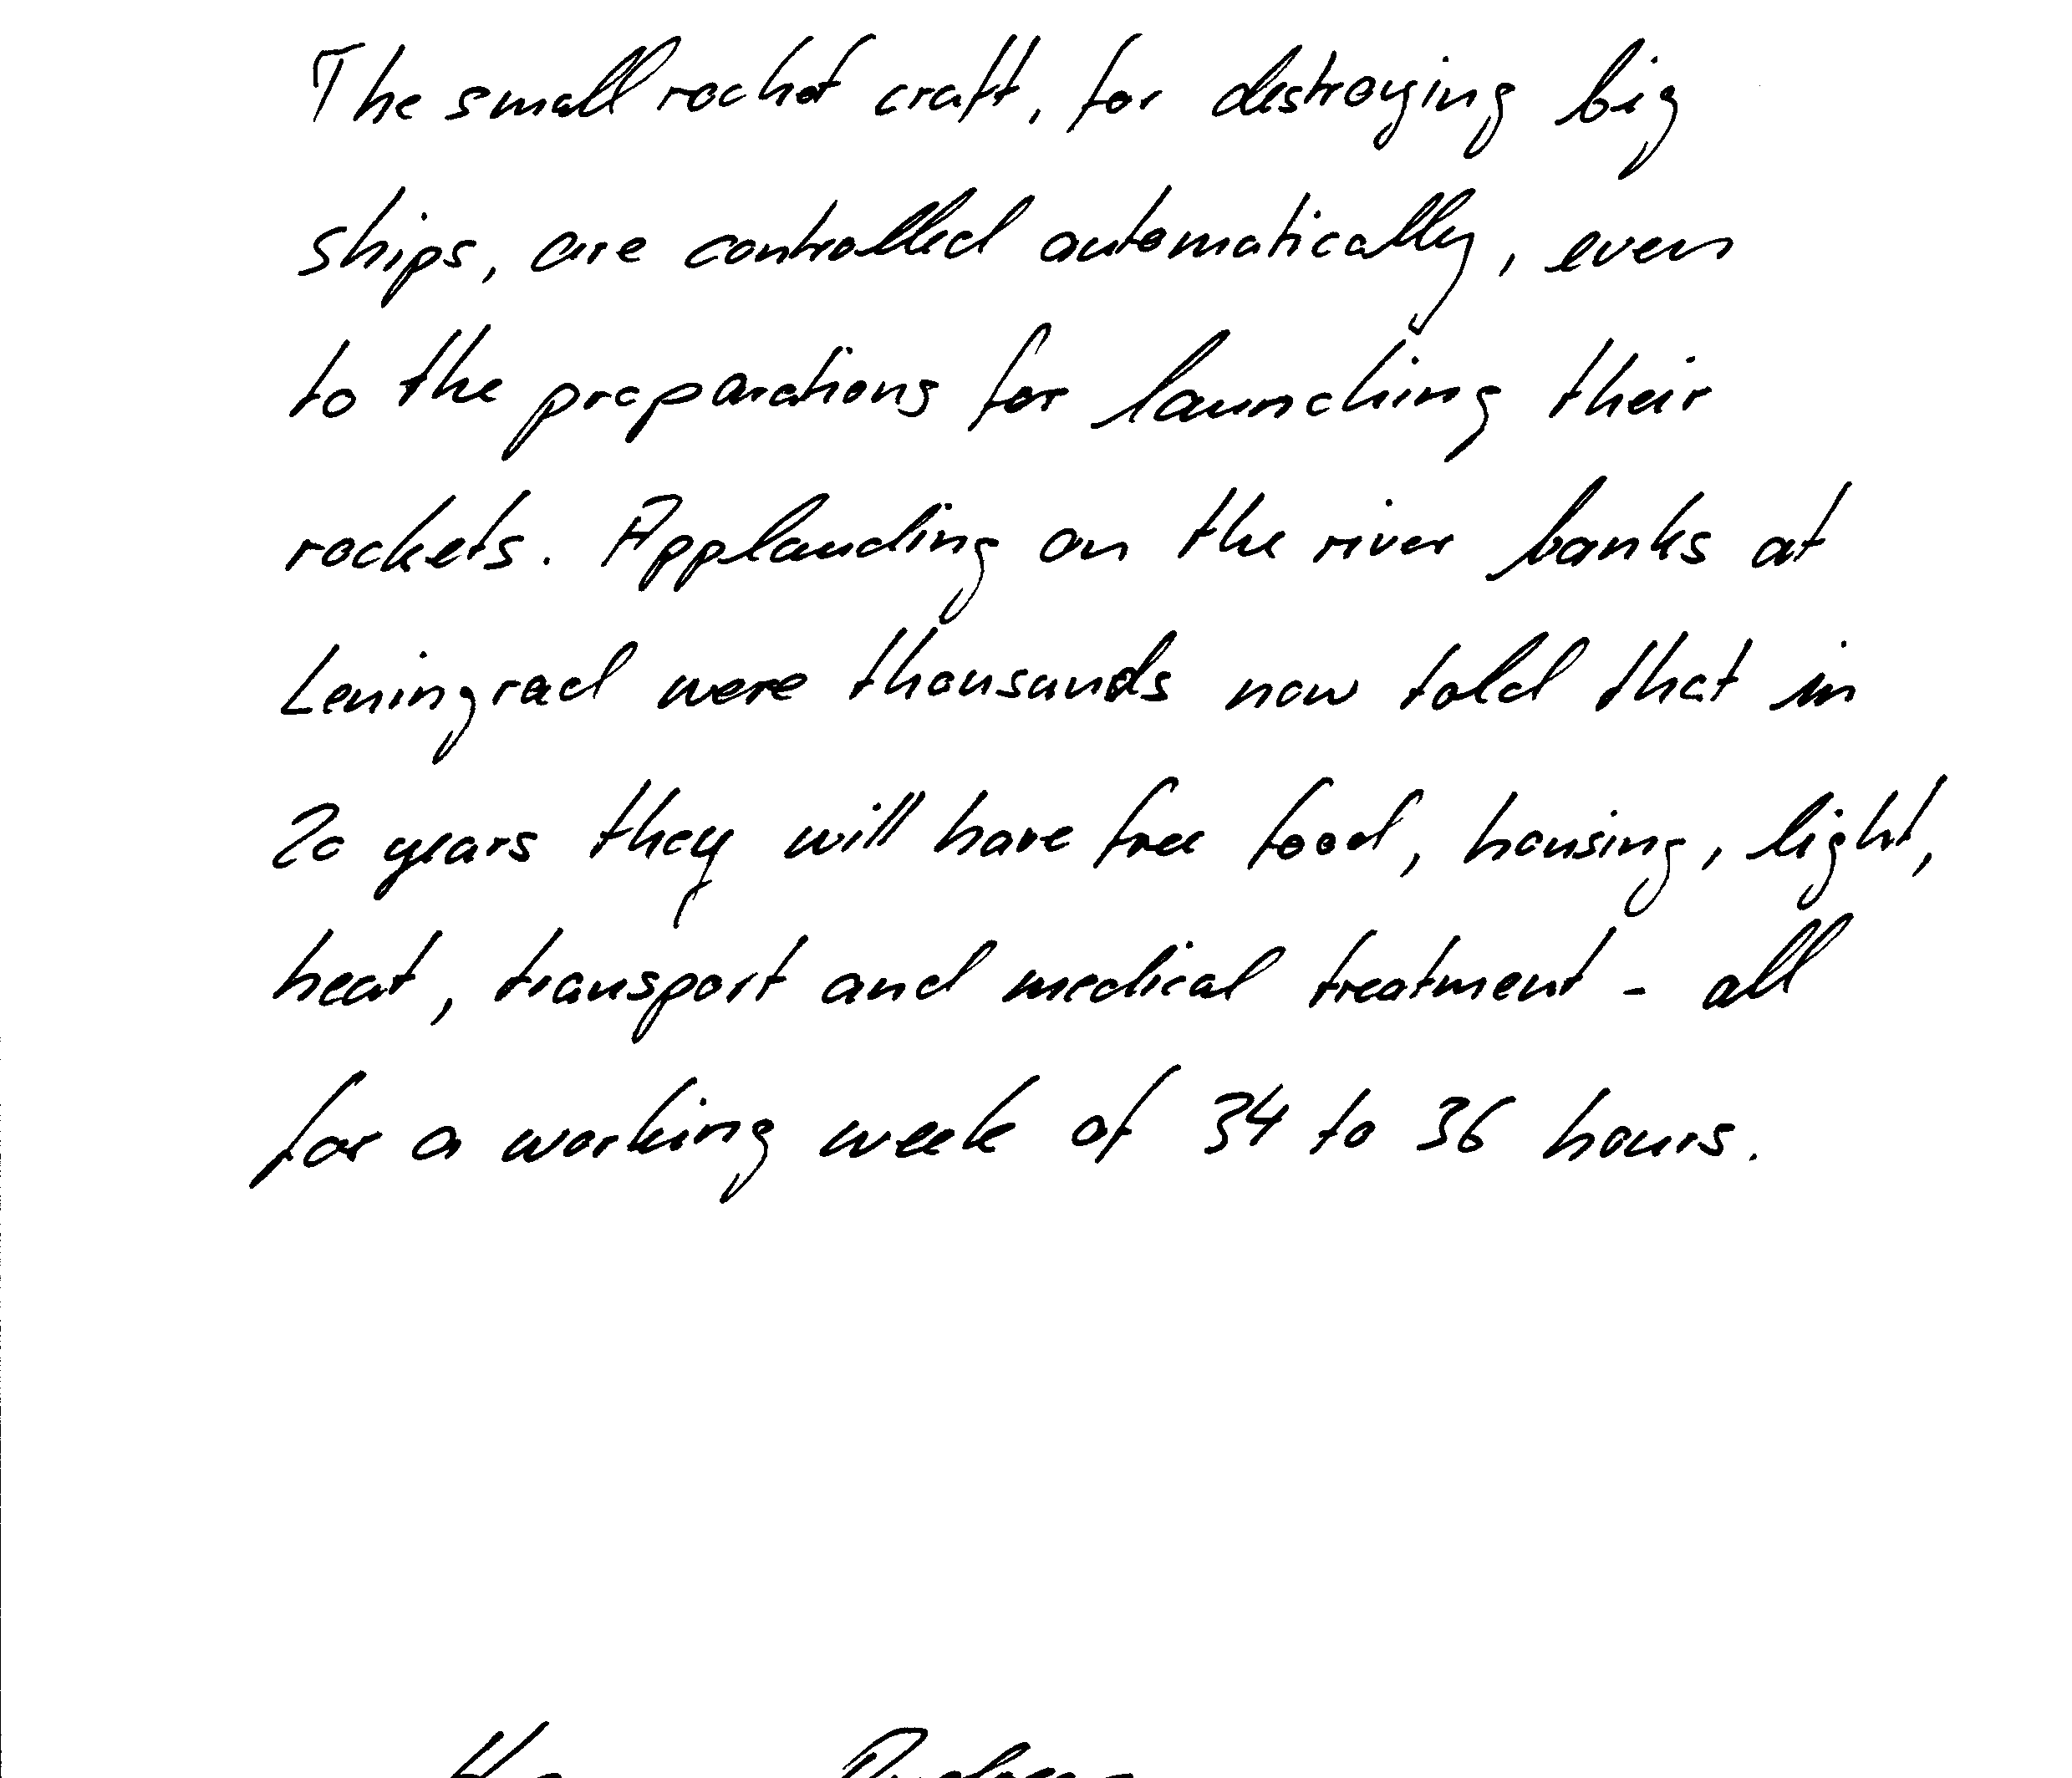 The small rocket craft, for destroying big
ships, are controlled automatically, even
to the preparations for launching their
rockets. Applauding on the river banks at
Leningrad were thousands now told that in
20 years they will have free food, housing, light,
heat, transport and medical treatment - all
for a working week of 34 to 36 hours.